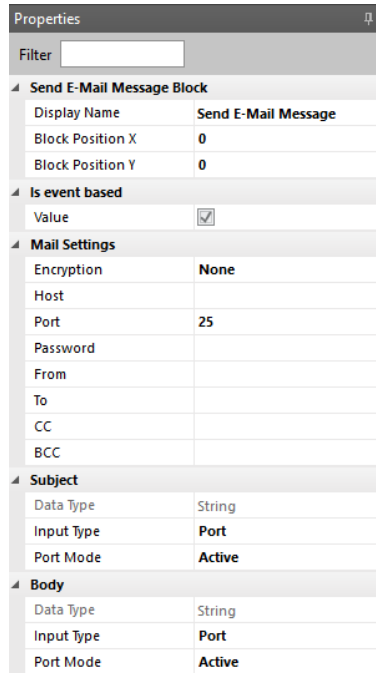 Properties
Filter
Send E-Mail Message Block
Display Name Send E-Mail Message
Block Position X 0
Block Position Y 0
Is event based
Value
Mail Settings
Encryption None
Host
Port 25
Password
From
To
CC
BCC
Subject
Data Type String
Input Type Port
Port Mode Active
Body
Data Type String
Input Type Port
Port Mode Active